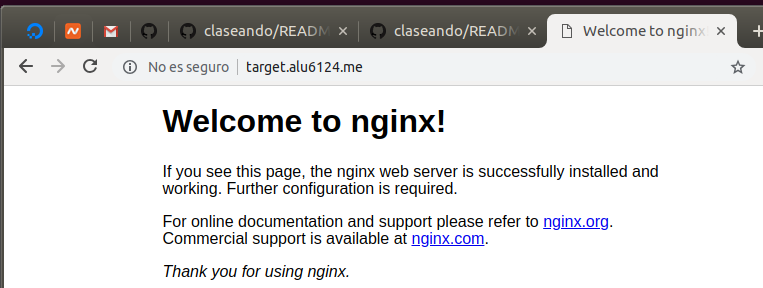 claseando/READM
claseando/READM
Welcome to nginx
No es seguro
target.alu6124.me
Welcome to nginx!
If you see this page, the nginx web server is successfully installed and
working. Further configuration is required.
For online documentation and support please refer to nginx.org.
Commercial support is available at nginx.com.
Thank you for using nginx.